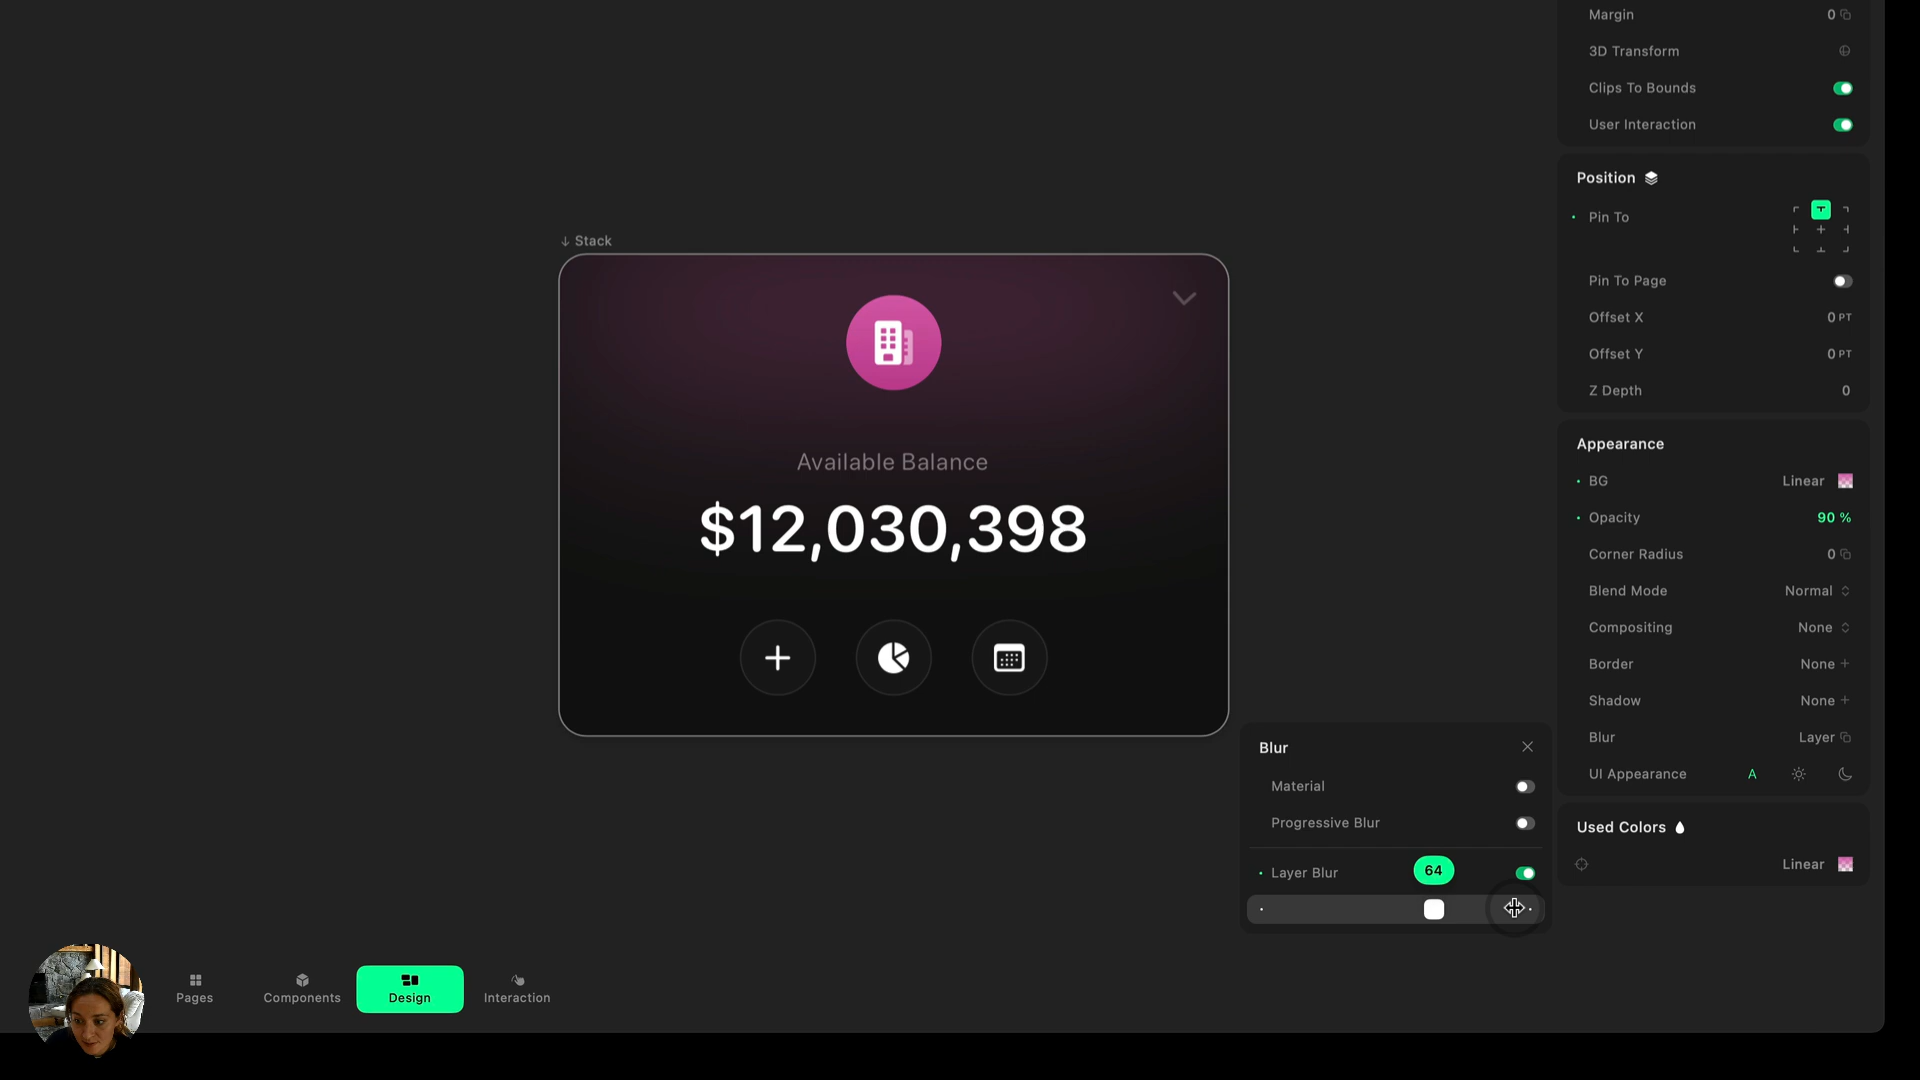 Margin 0
3D Transform
Clips To Bounds
User Interaction
Position
Pin To
Pin To Page
Offset X 0 PT
Offset Y 0 PT
Z Depth 0
Appearance
BG Linear
Opacity 90 %
Corner Radius 0
Blend Mode Normal
Compositing None
Border None +
Shadow None +
Blur Layer
UI Appearance A
Used Colors
Linear
Stack
Available Balance
$12,030,398
Blur
Material
Progressive Blur
Layer Blur 64
Pages
Components
Design
Interaction